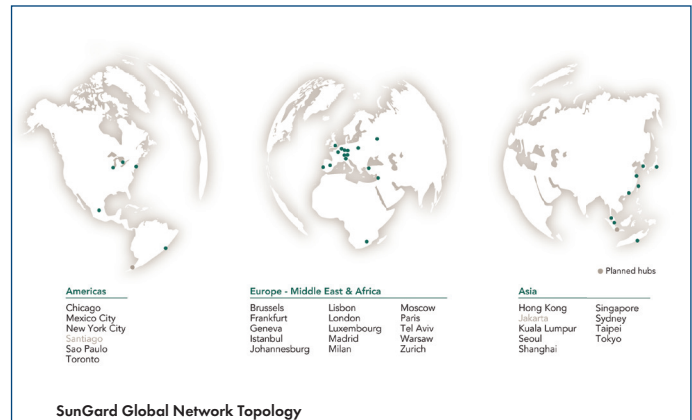 Planned hubs
Americas
Chicago
Mexico City
New York City
Santiago
Sao Paulo
Toronto
Europe - Middle East & Africa
Brussels
Frankfurt
Geneva
Istanbul
Johannesburg
Lisbon
London
Luxembourg
Madrid
Milan
Moscow
Paris
Tel Aviv
Warsaw
Zurich
Asia
Hong Kong
Jakarta
Kuala Lumpur
Seoul
Shanghai
Singapore
Sydney
Taipei
Tokyo
SunGard Global Network Topology